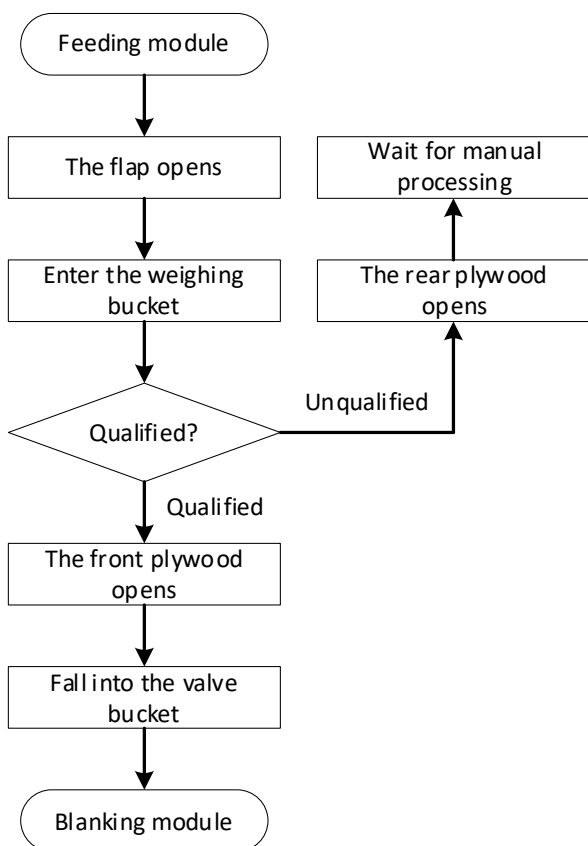 Feeding module
The flap opens
Wait for manual
processing
Enter the weighing
bucket
The rear plywood
opens
Unqualified
Qualified?
Qualified
The front plywood
opens
Fall into the valve
bucket
Blanking module